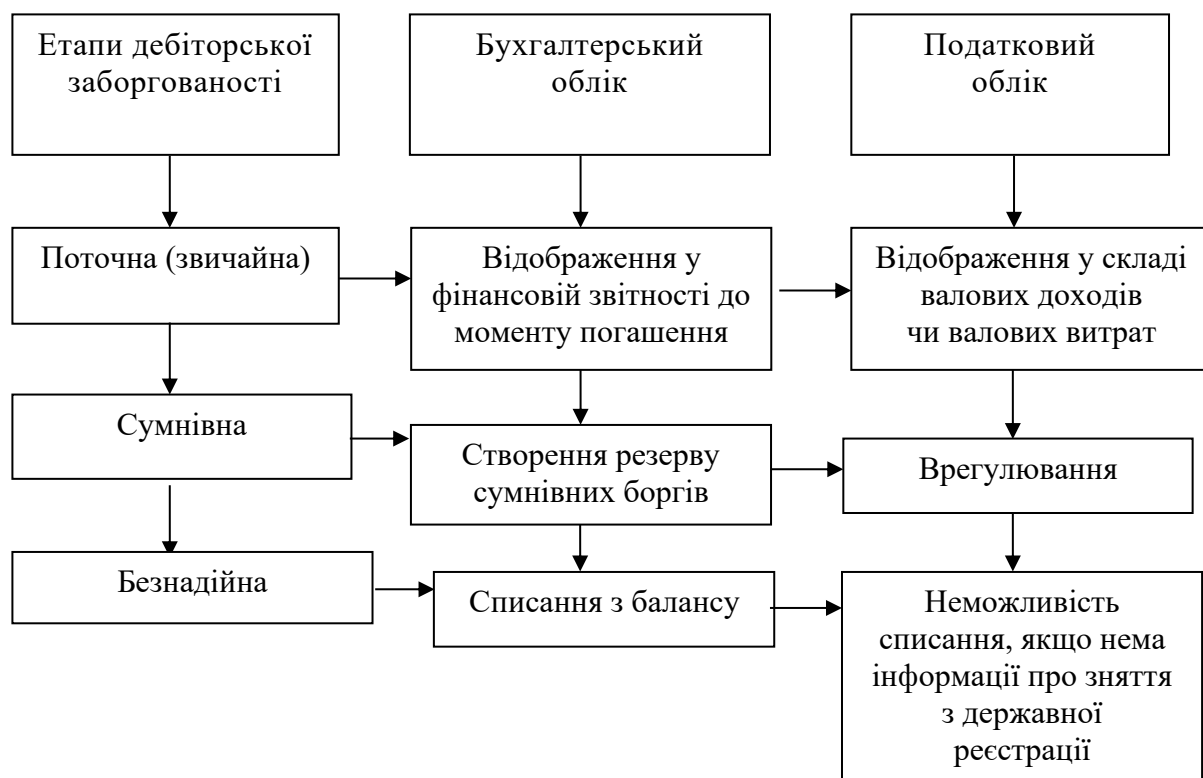 Етапи дебіторської
заборгованості
Бухгалтерський
облік
Податковий
облік
Поточна (звичайна)
Відображення у
фінансовій звітності до
моменту погашення
Відображення у складі
валових доходів
чи валових витрат
Сумнівна
Створення резерву
сумнівних боргів
Врегулювання
Безнадійна
Списання з балансу
Неможливість
списання, якщо нема
інформації про зняття
з державної
реєстрації